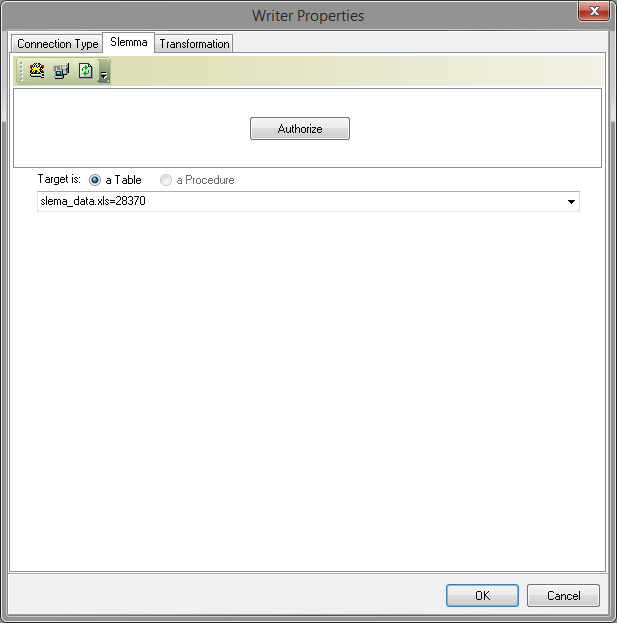 Writer Properties
Connection Type Slemma Transformation
Authorize
Target is: a Table a Procedure
slema_data.xls=28370
OK Cancel